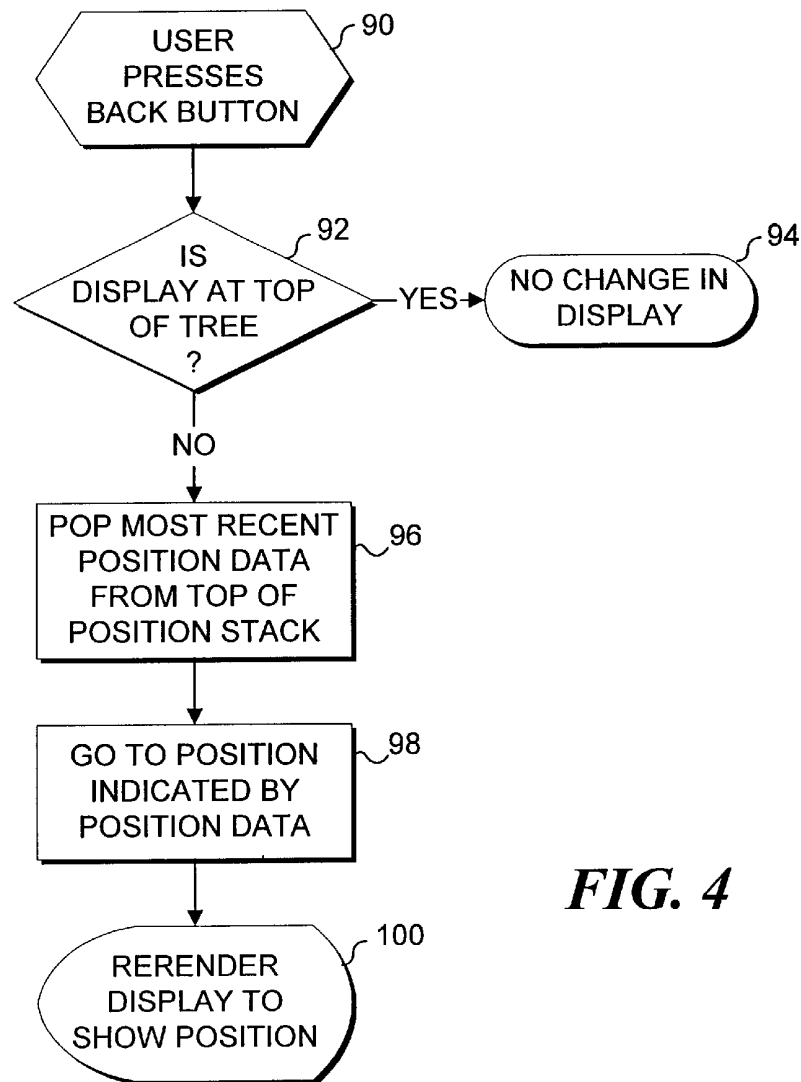 USER
PRESSES
BACK BUTTON
90
IS
DISPLAY AT TOP
OF TREE
?
92
YES
NO CHANGE IN
DISPLAY
94
NO
POP MOST RECENT
POSITION DATA
FROM TOP OF
POSITION STACK
96
GO TO POSITION
INDICATED BY
POSITION DATA
98
RERENDER
DISPLAY TO
SHOW POSITION
100
FIG. 4